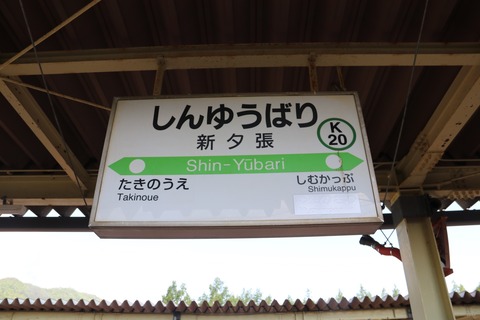 しんゆうばり
新夕張
K
20
Shin-Yūbari
たきのうえ
Takinoue
しむかっぷ
Shimukappu